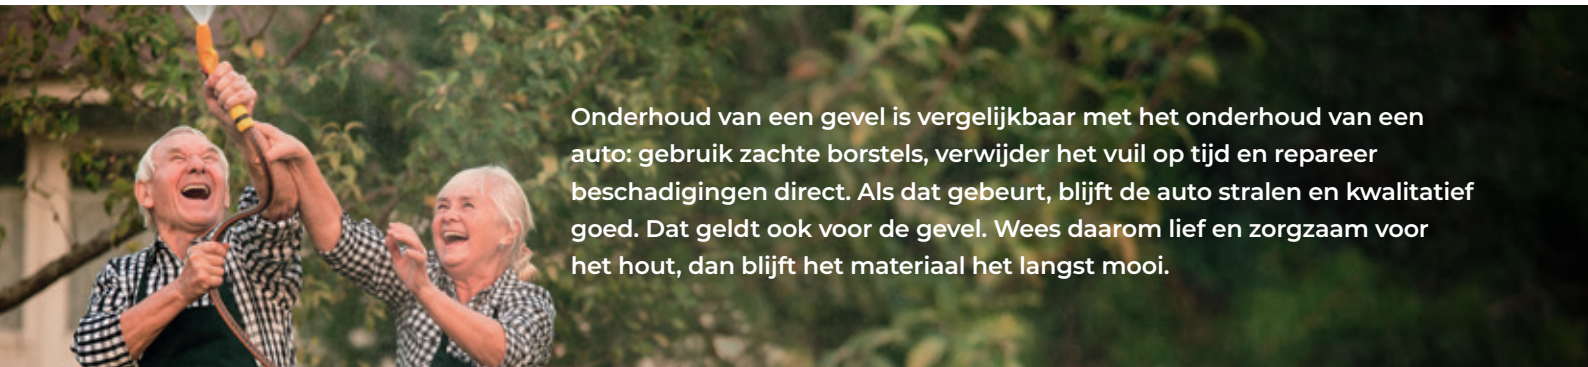 Onderhoud van een gevel is vergelijkbaar met het onderhoud van een
auto: gebruik zachte borstels, verwijder het vuil op tijd en repareer
beschadigingen direct. Als dat gebeurt, blijft de auto stralen en kwalitatief
goed. Dat geldt ook voor de gevel. Wees daarom lief en zorgzaam voor
het hout, dan blijft het materiaal het langst mooi.